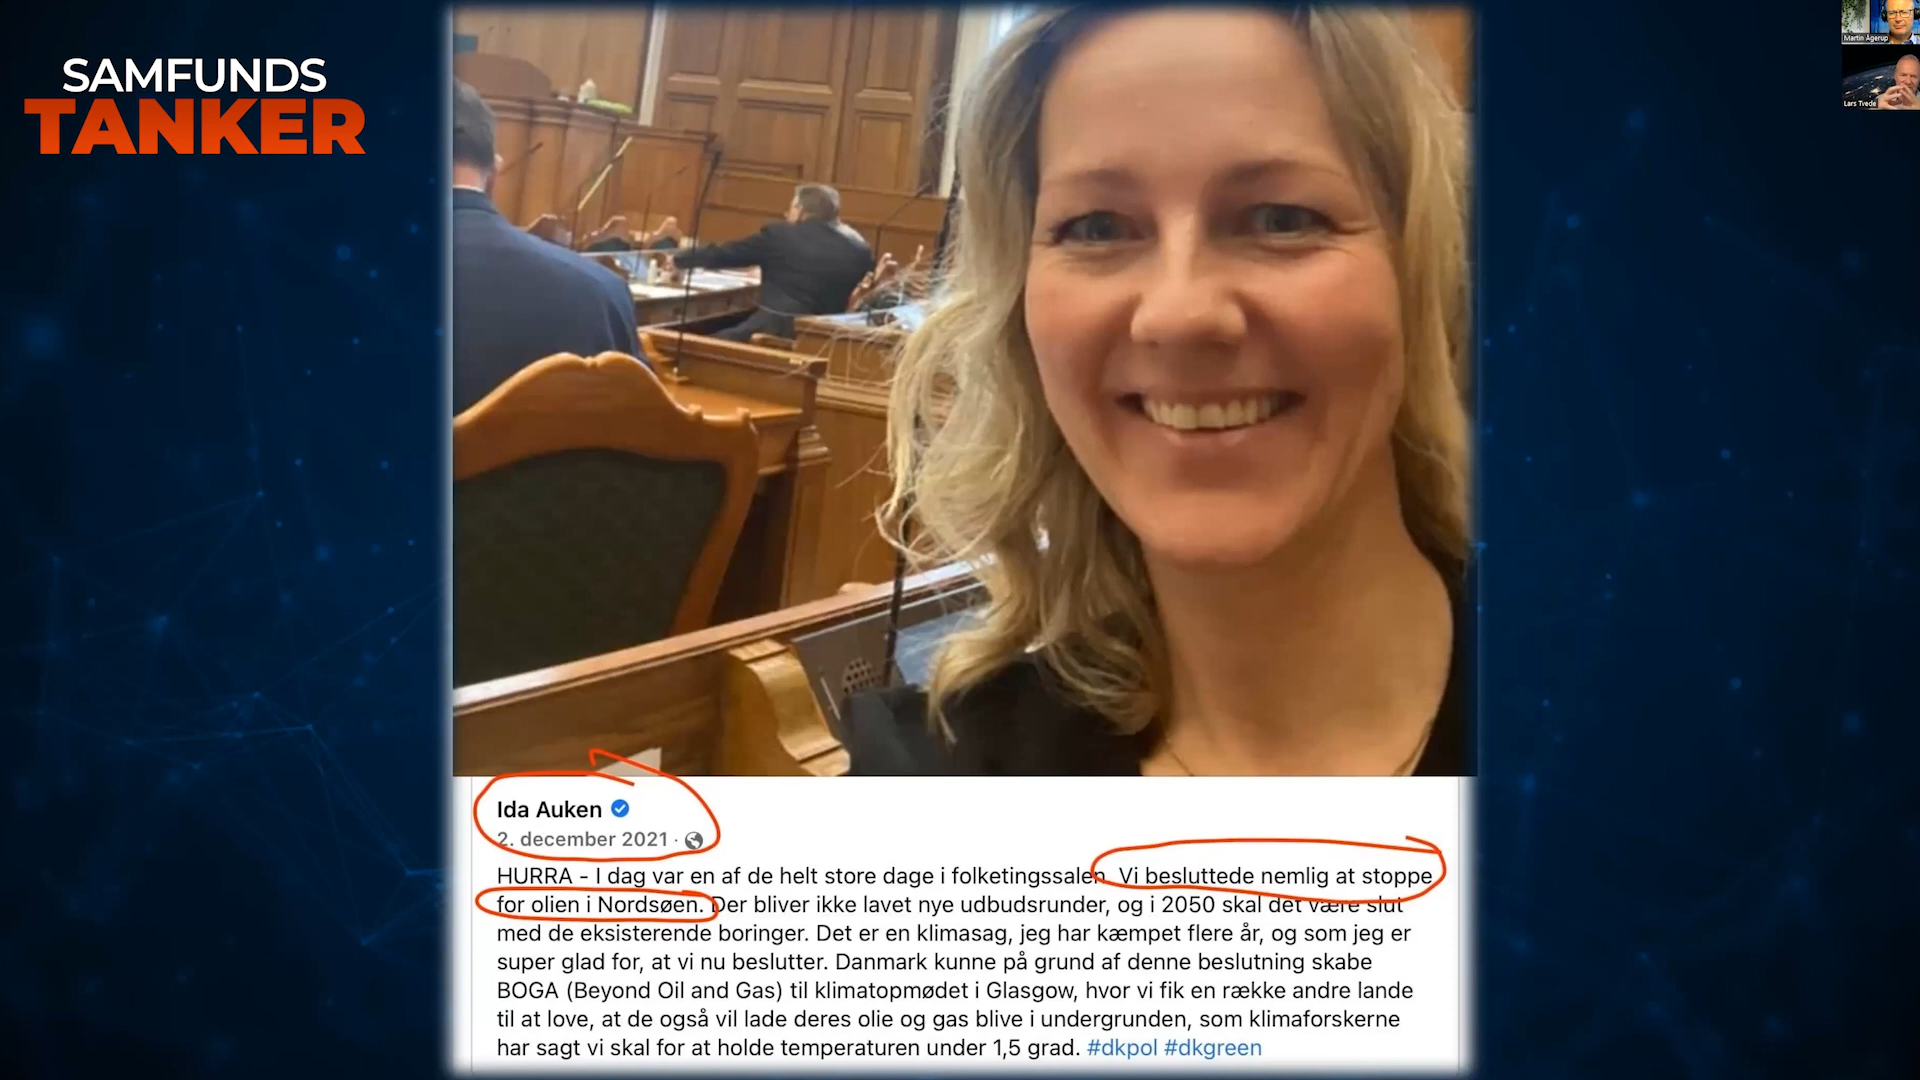 SAMFUNDS
TANKER
Martin Ågerup
Lars Tvede
Ida Auken
2. december 2021 ·
HURRA - I dag var en af de helt store dage i folketingssalen. Vi besluttede nemlig at stoppe
for olien i Nordsøen. Der bliver ikke lavet nye udbudsrunder, og i 2050 skal det være slut
med de eksisterende boringer. Det er en klimasag, jeg har kæmpet flere år, og som jeg er
super glad for, at vi nu beslutter. Danmark kunne på grund af denne beslutning skabe
BOGA (Beyond Oil and Gas) til klimatopmødet i Glasgow, hvor vi fik en række andre lande
til at love, at de også vil lade deres olie og gas blive i undergrunden, som klimaforskerne
har sagt vi skal for at holde temperaturen under 1,5 grad. #dkpol #dkgreen